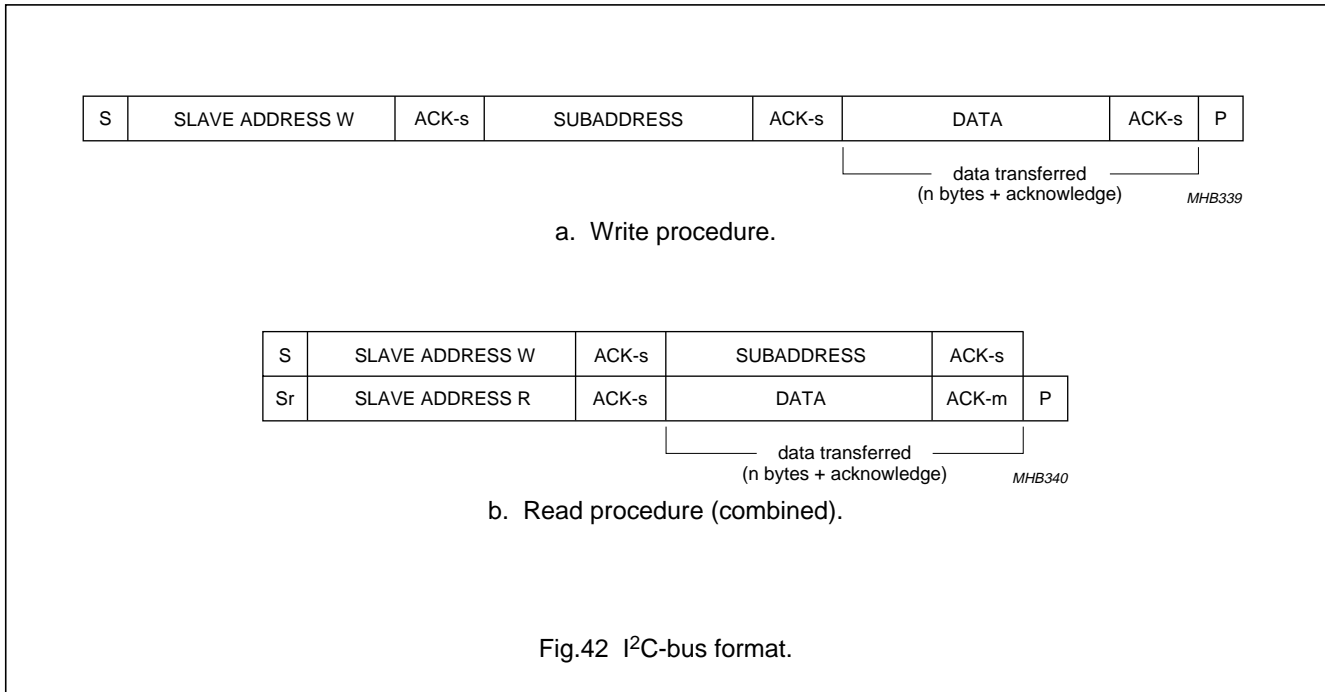 S SLAVE ADDRESS W ACK-s SUBADDRESS ACK-s DATA ACK-s P
data transferred
(n bytes + acknowledge)
MHB339
a. Write procedure.
S SLAVE ADDRESS W ACK-s SUBADDRESS ACK-s
Sr SLAVE ADDRESS R ACK-s DATA ACK-m P
data transferred
(n bytes + acknowledge)
MHB340
b. Read procedure (combined).
Fig.42 I²C-bus format.